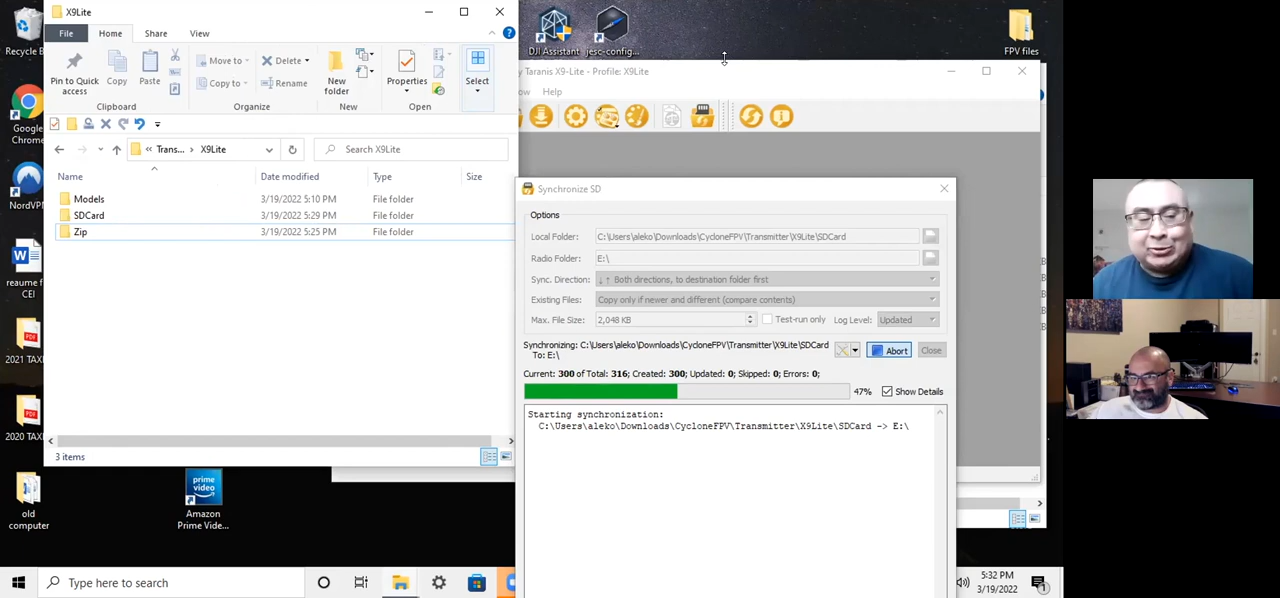 X9Lite
File
Home
Share
View
Pin to Quick access
Copy
Paste
Clipboard
Move to
Copy to
Delete
Rename
Organize
New folder
New
Properties
Open
Select
Trans... › X9Lite
Search X9Lite
Name Date modified Type Size
Models 3/19/2022 5:10 PM File folder
SDCard 3/19/2022 5:29 PM File folder
Zip 3/19/2022 5:25 PM File folder
3 items
Recycle B
Google Chrome
NordVPN
reaume f CEI
2021 TAX
2020 TAX
old computer
Amazon Prime Vide...
DJI Assistant
jesc-config...
FPV files
y Taranis X9-Lite - Profile: X9Lite
ow Help
Synchronize SD
Options
Local Folder: C:\Users\aleko\Downloads\CycloneFPV\Transmitter\X9Lite\SDCard
Radio Folder: E:\
Sync. Direction: ↓↑ Both directions, to destination folder first
Existing Files: Copy only if newer and different (compare contents)
Max. File Size: 2,048 KB Test-run only Log Level: Updated
Synchronizing: C:\Users\aleko\Downloads\CycloneFPV\Transmitter\X9Lite\SDCard
To: E:\
Abort
Close
Current: 300 of Total: 316; Created: 300; Updated: 0; Skipped: 0; Errors: 0;
47% Show Details
Starting synchronization:
C:\Users\aleko\Downloads\CycloneFPV\Transmitter\X9Lite\SDCard -> E:\
Type here to search
5:32 PM
3/19/2022
1